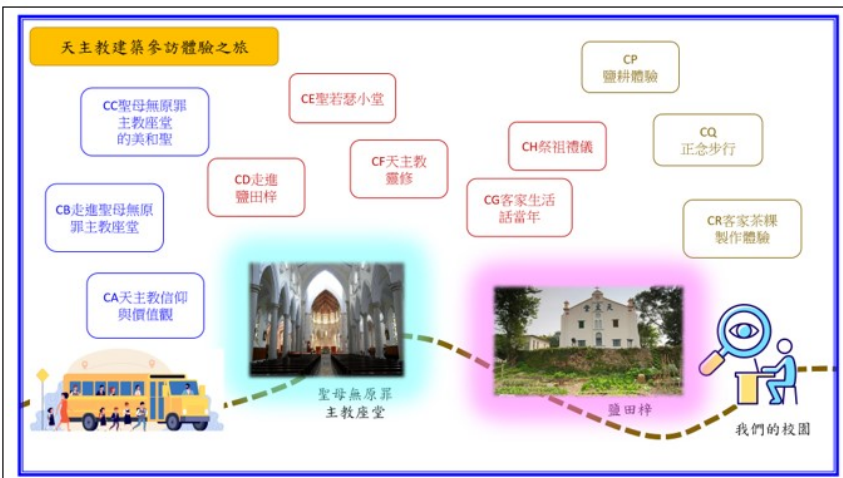 天主教建築參訪體驗之旅
CC聖母無原罪
主教座堂
的美和聖
CE聖若瑟小堂
CP
鹽耕體驗
CF天主教
靈修
CH祭祖禮儀
CQ
正念步行
CD走進
鹽田梓
CB走進聖母無原
罪主教座堂
CG客家生活
話當年
CR客家茶粿
製作體驗
CA天主教信仰
與價值觀
聖母無原罪
主教座堂
鹽田梓
我們的校園